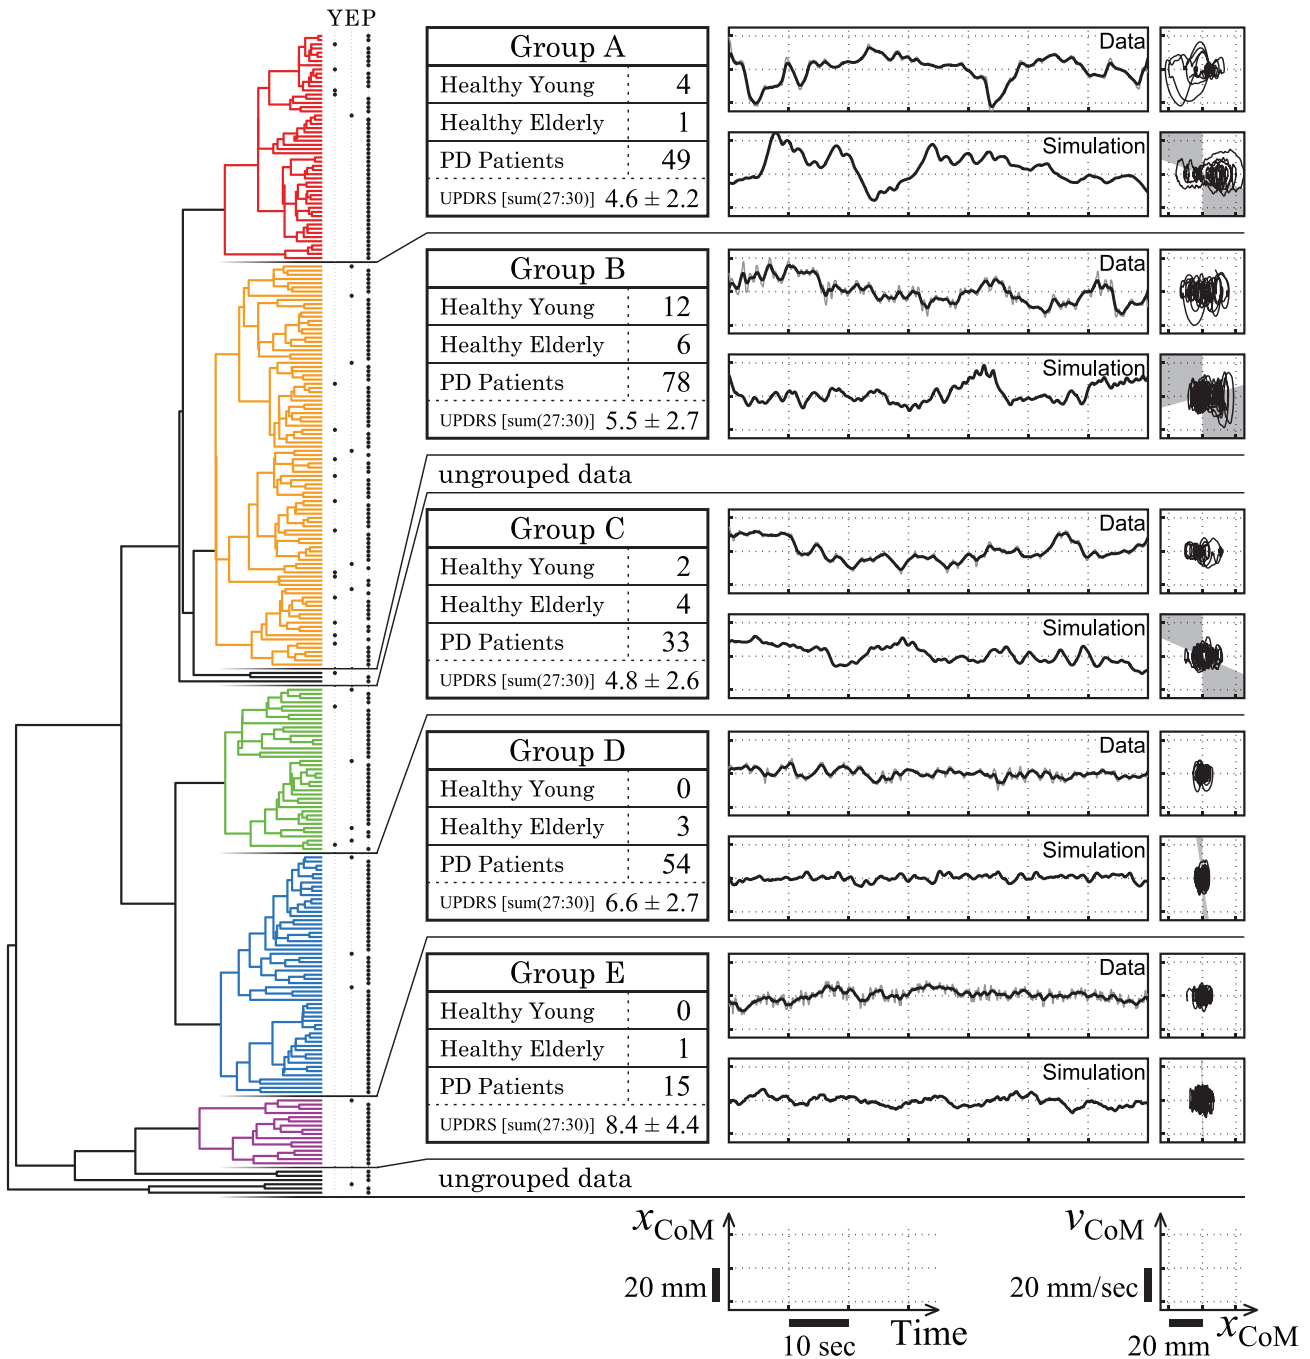 YEP
Group A
Healthy Young 4
Healthy Elderly 1
PD Patients 49
UPDRS [sum(27:30)] 4.6 ± 2.2
Data
Simulation
Group B
Healthy Young 12
Healthy Elderly 6
PD Patients 78
UPDRS [sum(27:30)] 5.5 ± 2.7
Data
Simulation
ungrouped data
Group C
Healthy Young 2
Healthy Elderly 4
PD Patients 33
UPDRS [sum(27:30)] 4.8 ± 2.6
Data
Simulation
Group D
Healthy Young 0
Healthy Elderly 3
PD Patients 54
UPDRS [sum(27:30)] 6.6 ± 2.7
Data
Simulation
Group E
Healthy Young 0
Healthy Elderly 1
PD Patients 15
UPDRS [sum(27:30)] 8.4 ± 4.4
Data
Simulation
ungrouped data
x_CoM
20 mm
10 sec
Time
v_CoM
20 mm/sec
20 mm
x_CoM